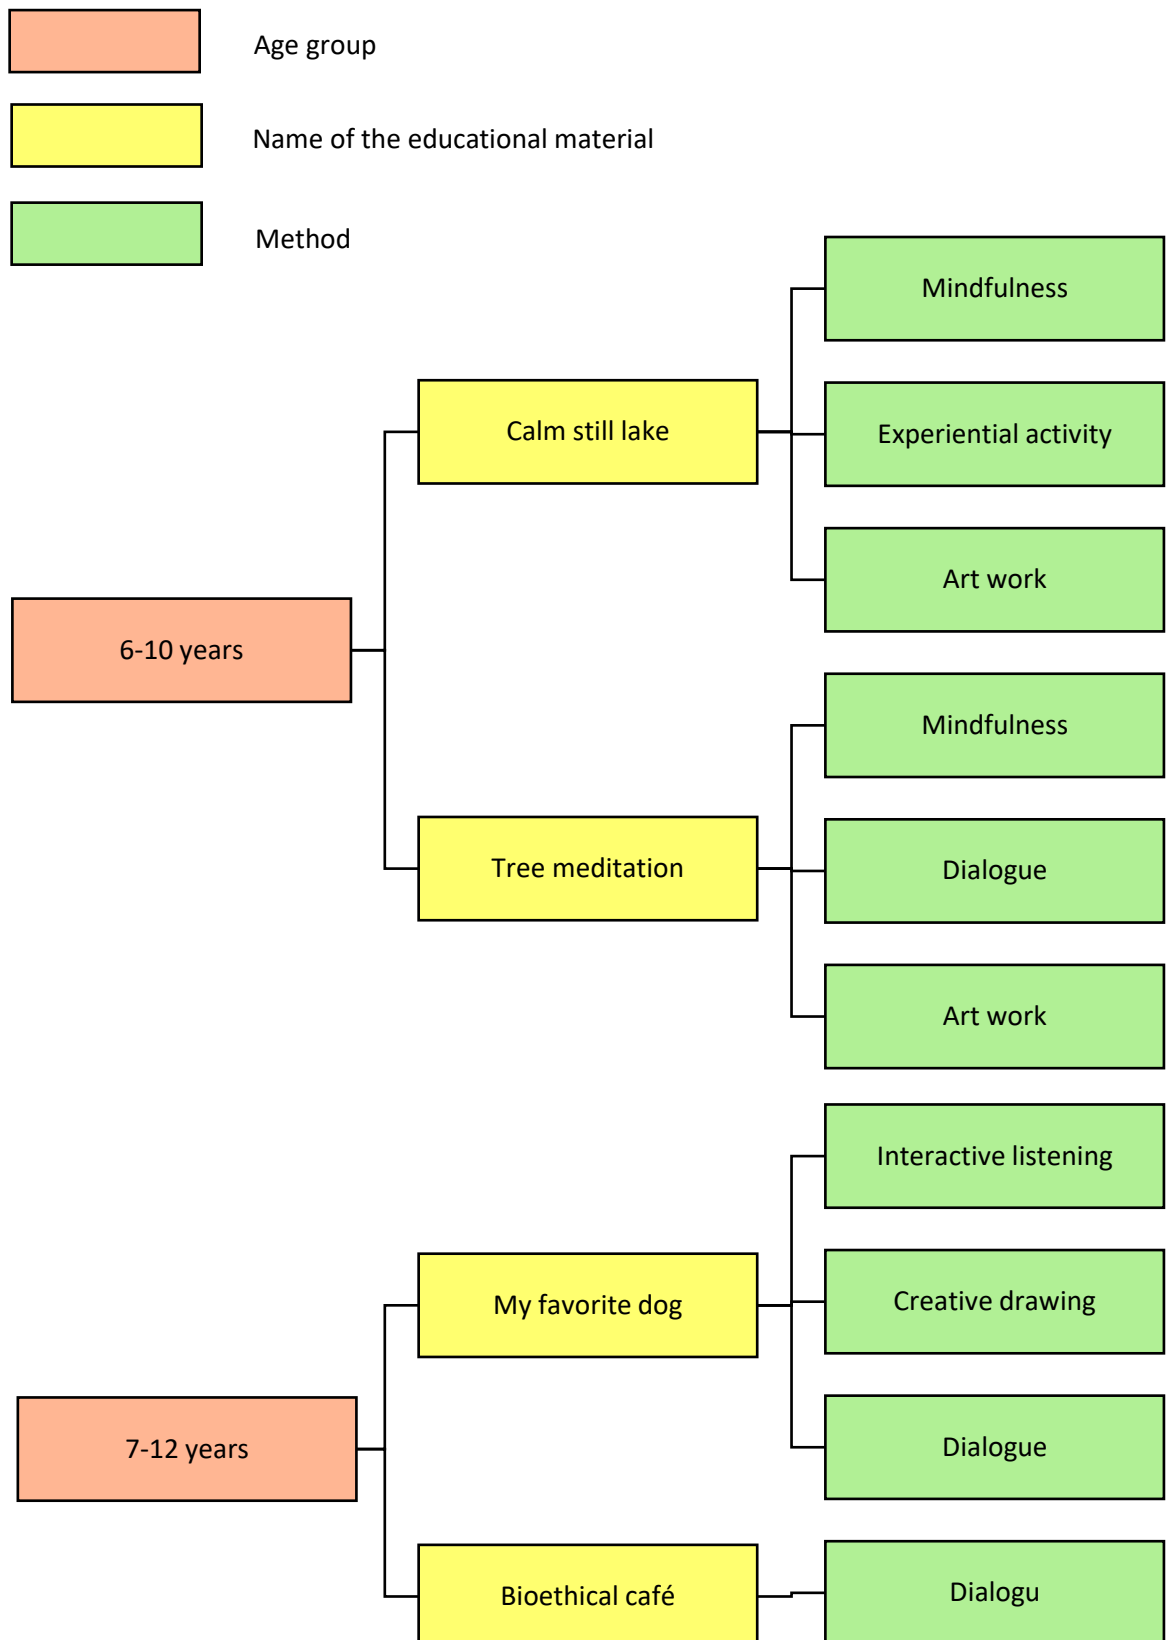 Age group
Name of the educational material
Method
Mindfulness
Calm still lake
Experiential activity
Art work
6-10 years
Mindfulness
Tree meditation
Dialogue
Art work
Interactive listening
My favorite dog
Creative drawing
7-12 years
Dialogue
Bioethical café
Dialogu